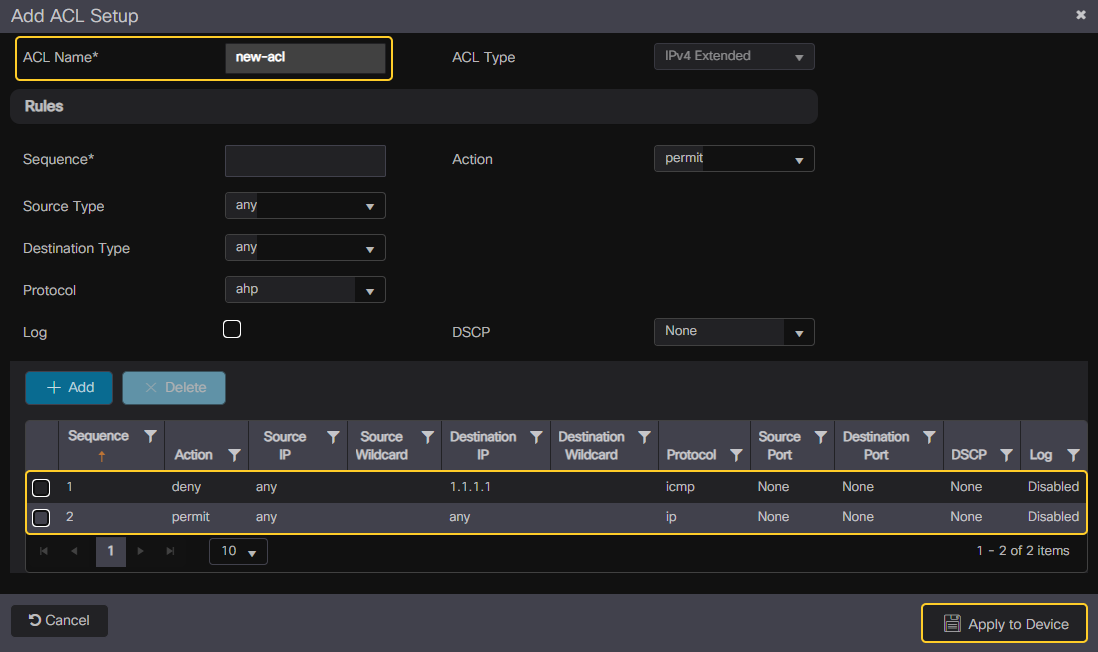 Add ACL Setup
ACL Name* new-acl ACL Type IPv4 Extended
Rules
Sequence* Action permit
Source Type any
Destination Type any
Protocol ahp
Log DSCP None
Add Delete
Sequence Action Source IP Source Wildcard Destination IP Destination Wildcard Protocol Source Port Destination Port DSCP Log
1 deny any 1.1.1.1 icmp None None None Disabled
2 permit any any ip None None None Disabled
1 10 1 - 2 of 2 items
Cancel Apply to Device